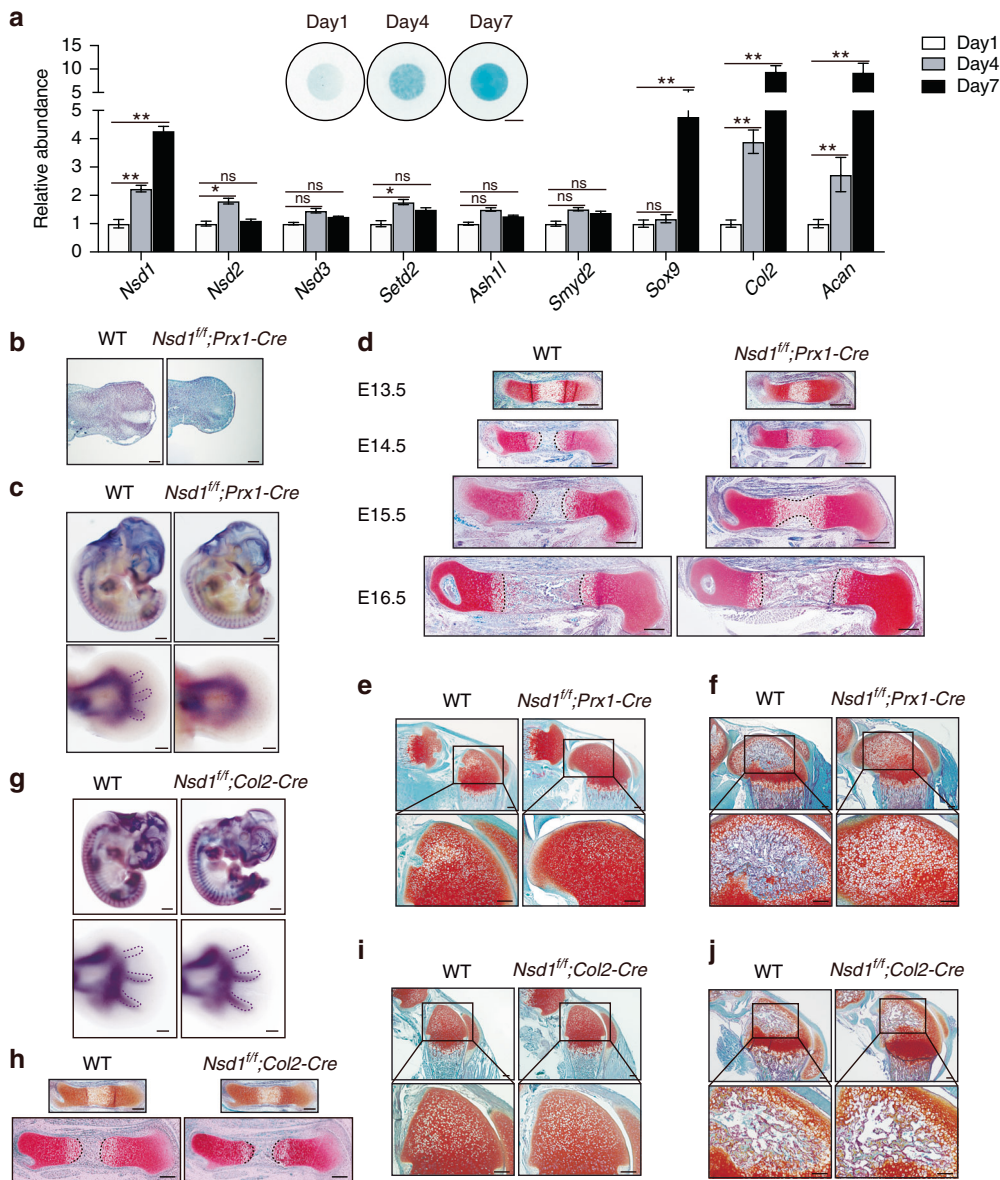 a
Day1 Day4 Day7
Day1
Day4
Day7
Relative abundance
15
10
5
5
4
3
2
1
0
** **
* ns
ns ns
* ns
ns ns
ns ns
ns **
** **
** **
Nsd1 Nsd2 Nsd3 Setd2 Ash1l Smyd2 Sox9 Col2 Acan
b
WT Nsd1f/f;Prx1-Cre
c
WT Nsd1f/f;Prx1-Cre
d
WT Nsd1f/f;Prx1-Cre
E13.5
E14.5
E15.5
E16.5
e
WT Nsd1f/f;Prx1-Cre
f
WT Nsd1f/f;Prx1-Cre
g
WT Nsd1f/f;Col2-Cre
h
WT Nsd1f/f;Col2-Cre
i
WT Nsd1f/f;Col2-Cre
j
WT Nsd1f/f;Col2-Cre